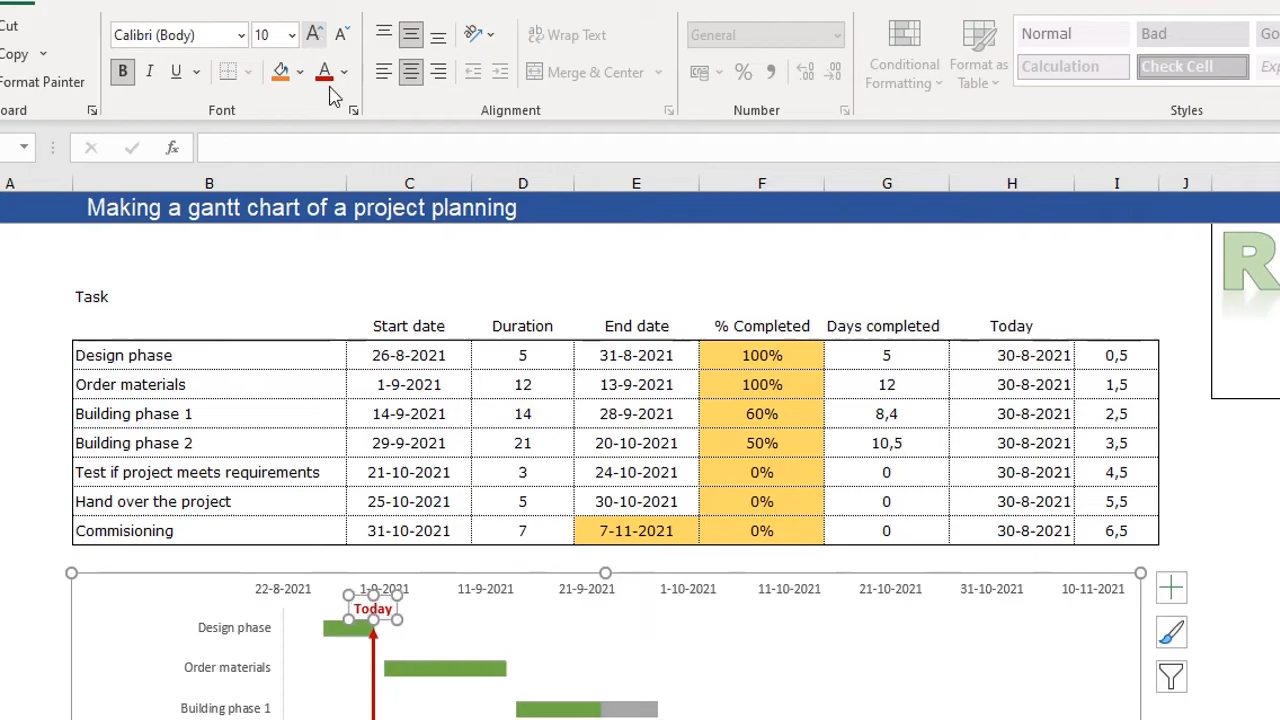 Cut
Calibri (Body) 10 A A ab Wrap Text General Normal Bad Go
Copy
Format Painter B I U A Merge & Center % Conditional Formatting Format as Table Calculation Check Cell Exp
oard Font Alignment Number Styles
fx
A B C D E F G H I J
Making a gantt chart of a project planning
R
Task
Start date Duration End date % Completed Days completed Today
Design phase 26-8-2021 5 31-8-2021 100% 5 30-8-2021 0,5
Order materials 1-9-2021 12 13-9-2021 100% 12 30-8-2021 1,5
Building phase 1 14-9-2021 14 28-9-2021 60% 8,4 30-8-2021 2,5
Building phase 2 29-9-2021 21 20-10-2021 50% 10,5 30-8-2021 3,5
Test if project meets requirements 21-10-2021 3 24-10-2021 0% 0 30-8-2021 4,5
Hand over the project 25-10-2021 5 30-10-2021 0% 0 30-8-2021 5,5
Commisioning 31-10-2021 7 7-11-2021 0% 0 30-8-2021 6,5
22-8-2021 1-9-2021 11-9-2021 21-9-2021 1-10-2021 11-10-2021 21-10-2021 31-10-2021 10-11-2021
Today
Design phase
Order materials
Building phase 1